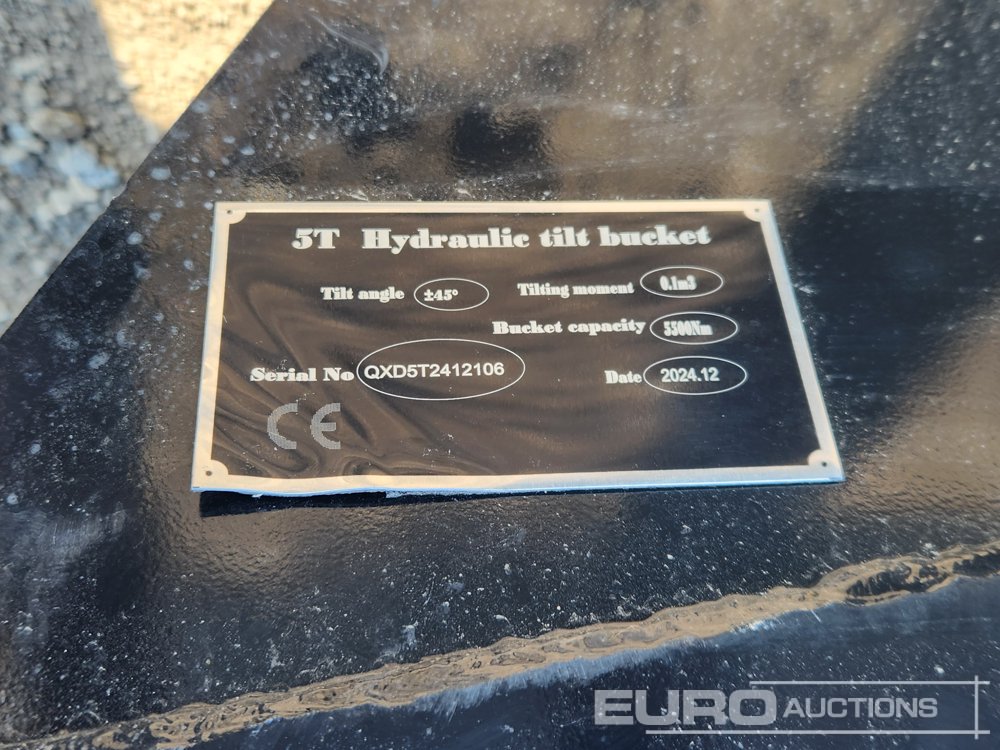 5T Hydraulic tilt bucket
Tilt angle ±45° Tilting moment 0.1m3
Bucket capacity 5500Nm
Serial No QXD5T2412106 Date 2024.12
CE
EURO AUCTIONS